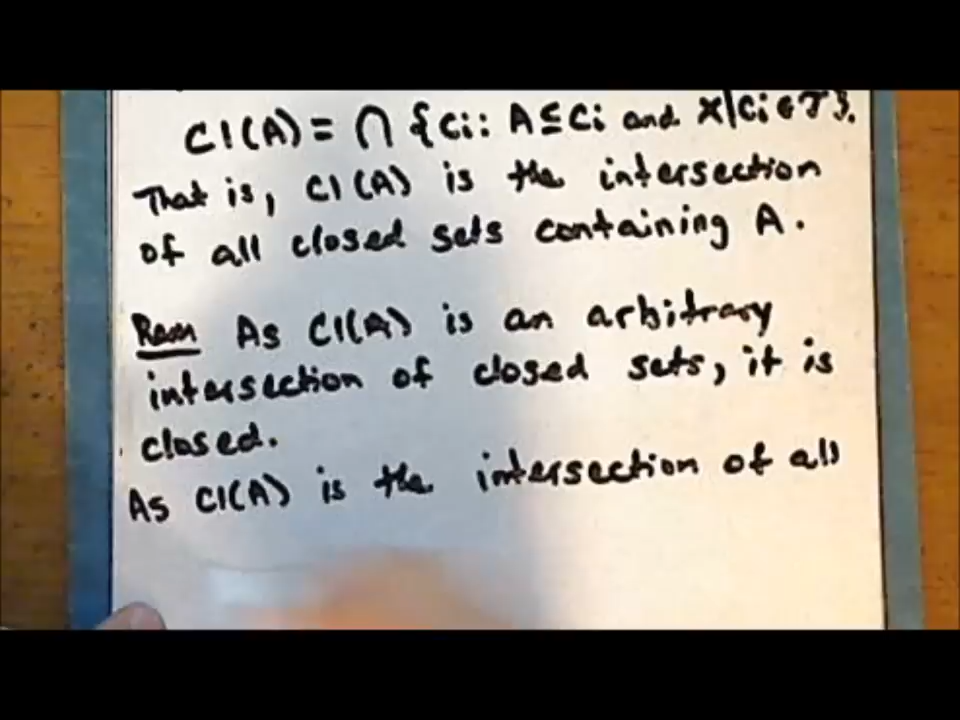 Cl(A) = ∩ {Ci: A ⊆ Ci and X|Ci ∈ T}.
That is, Cl(A) is the intersection
of all closed sets containing A.
Rem As Cl(A) is an arbitrary
intersection of closed sets, it is
closed.
As Cl(A) is the intersection of all